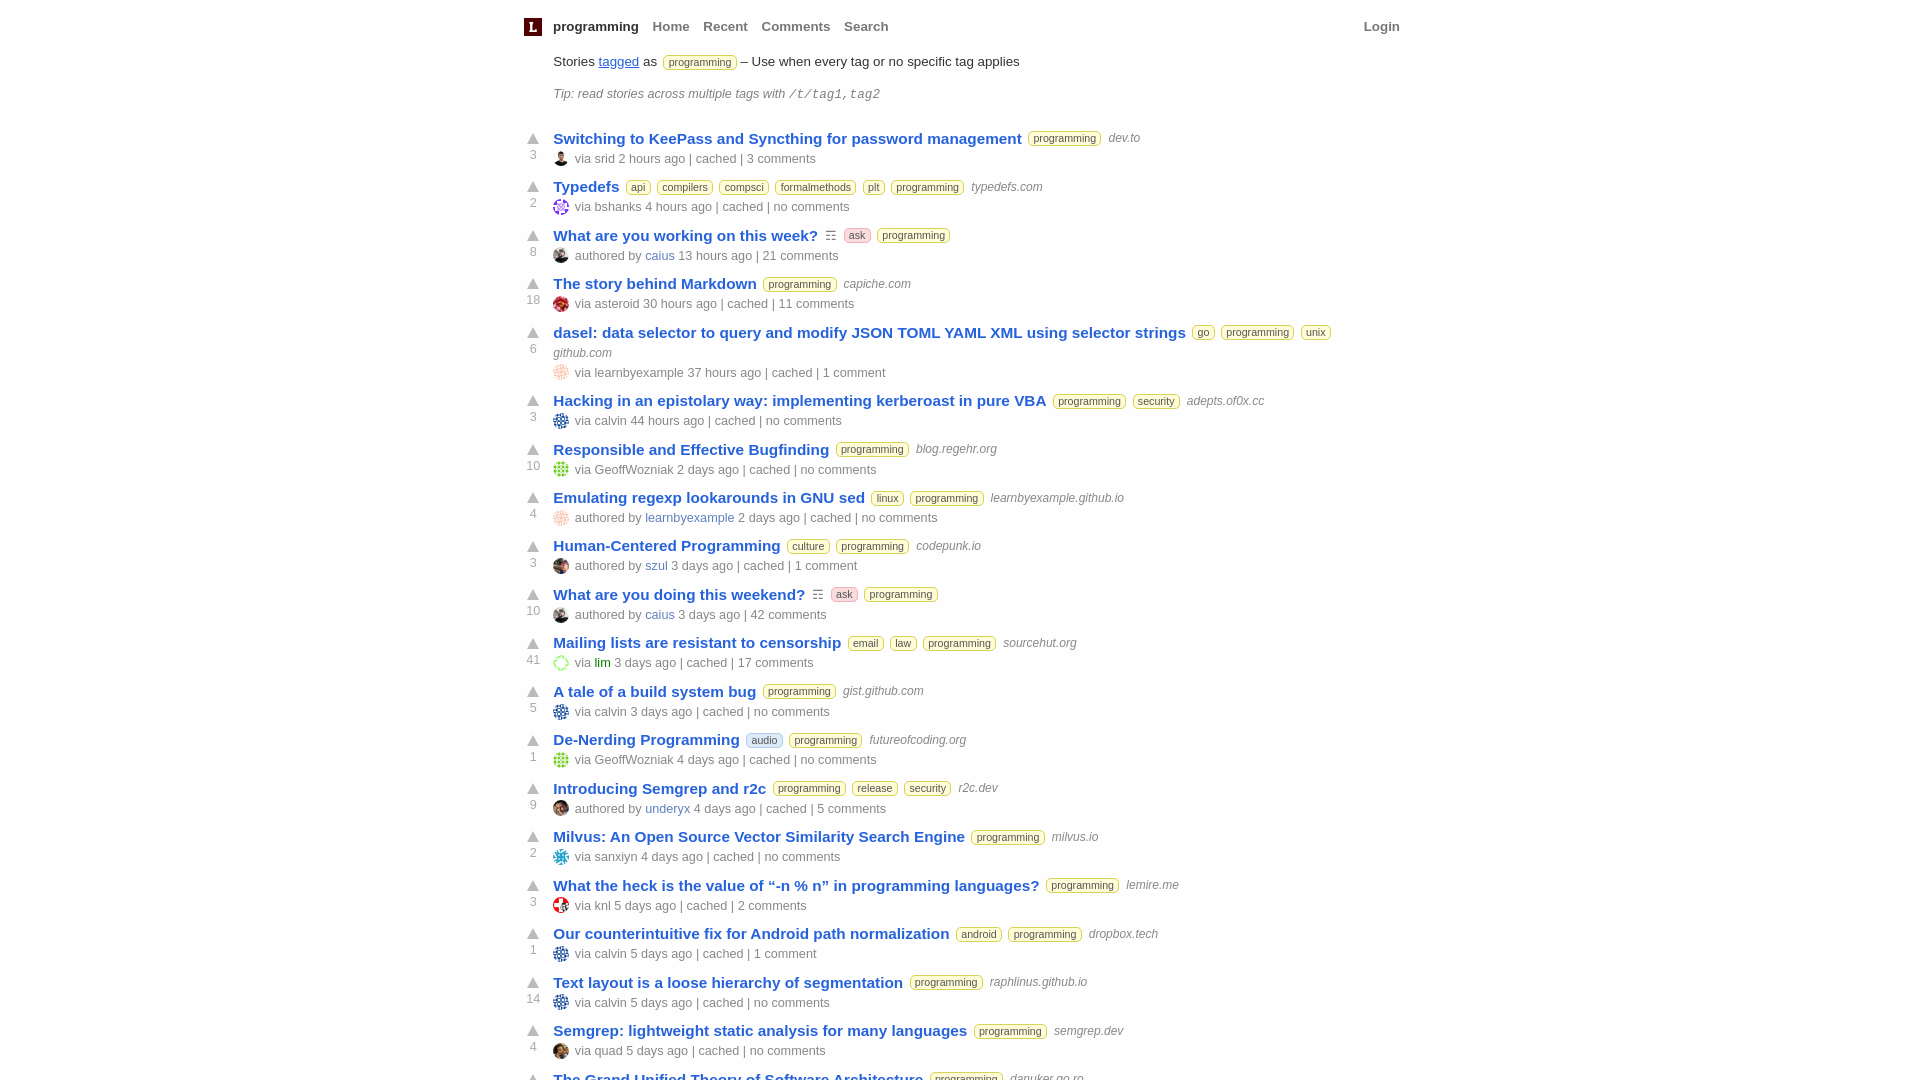 L programming Home Recent Comments Search Login
Stories tagged as programming – Use when every tag or no specific tag applies
Tip: read stories across multiple tags with /t/tag1,tag2
Switching to KeePass and Syncthing for password management programming dev.to
3 via srid 2 hours ago | cached | 3 comments
Typedefs api compilers compsci formalmethods plt programming typedefs.com
2 via bshanks 4 hours ago | cached | no comments
What are you working on this week? ☶ ask programming
8 authored by caius 13 hours ago | 21 comments
The story behind Markdown programming capiche.com
18 via asteroid 30 hours ago | cached | 11 comments
dasel: data selector to query and modify JSON TOML YAML XML using selector strings go programming unix
6 github.com
via learnbyexample 37 hours ago | cached | 1 comment
Hacking in an epistolary way: implementing kerberoast in pure VBA programming security adepts.of0x.cc
3 via calvin 44 hours ago | cached | no comments
Responsible and Effective Bugfinding programming blog.regehr.org
10 via GeoffWozniak 2 days ago | cached | no comments
Emulating regexp lookarounds in GNU sed linux programming learnbyexample.github.io
4 authored by learnbyexample 2 days ago | cached | no comments
Human-Centered Programming culture programming codepunk.io
3 authored by szul 3 days ago | cached | 1 comment
What are you doing this weekend? ☶ ask programming
10 authored by caius 3 days ago | 42 comments
Mailing lists are resistant to censorship email law programming sourcehut.org
41 via lim 3 days ago | cached | 17 comments
A tale of a build system bug programming gist.github.com
5 via calvin 3 days ago | cached | no comments
De-Nerding Programming audio programming futureofcoding.org
1 via GeoffWozniak 4 days ago | cached | no comments
Introducing Semgrep and r2c programming release security r2c.dev
9 authored by underyx 4 days ago | cached | 5 comments
Milvus: An Open Source Vector Similarity Search Engine programming milvus.io
2 via sanxiyn 4 days ago | cached | no comments
What the heck is the value of “-n % n” in programming languages? programming lemire.me
3 via knl 5 days ago | cached | 2 comments
Our counterintuitive fix for Android path normalization android programming dropbox.tech
1 via calvin 5 days ago | cached | 1 comment
Text layout is a loose hierarchy of segmentation programming raphlinus.github.io
14 via calvin 5 days ago | cached | no comments
Semgrep: lightweight static analysis for many languages programming semgrep.dev
4 via quad 5 days ago | cached | no comments
The Grand Unified Theory of Software Architecture programming danuker.go.ro